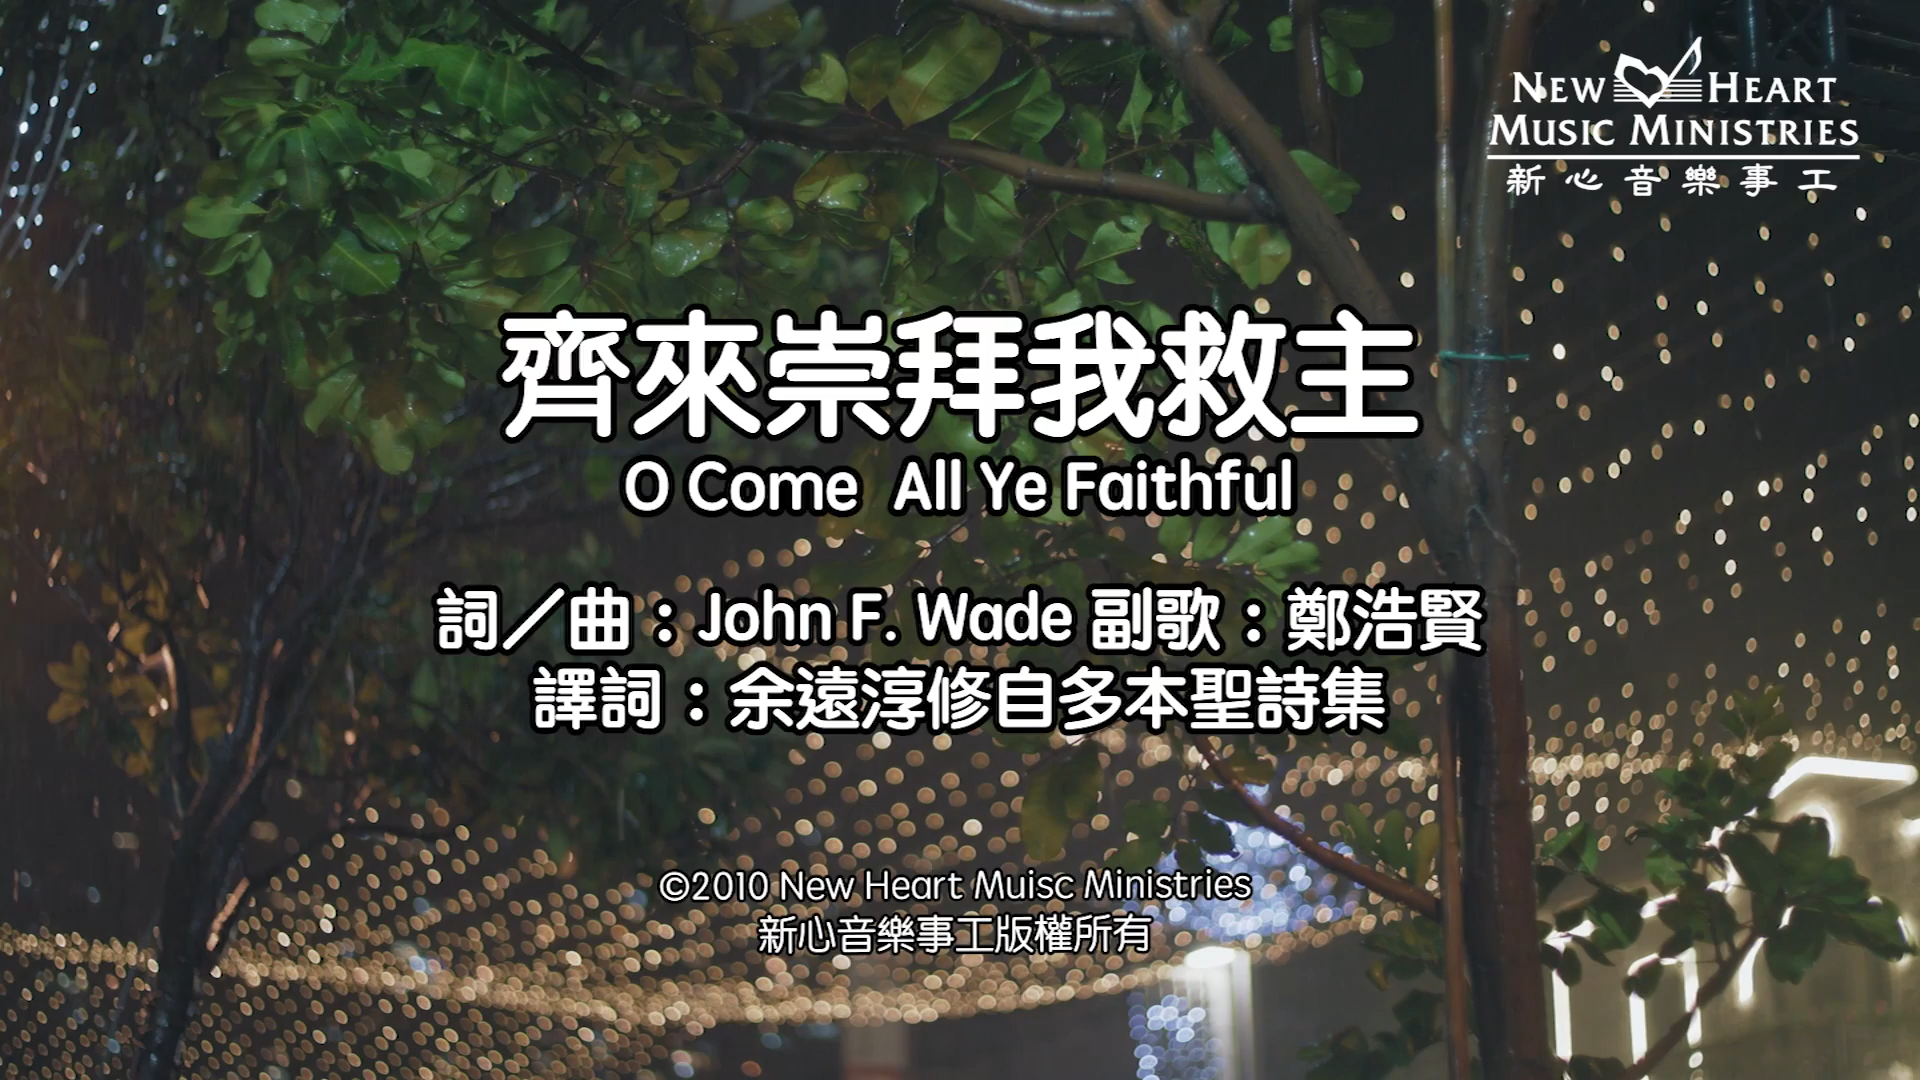 NEW HEART
MUSIC MINISTRIES
新心音樂事工
齊來崇拜我救主
O Come All Ye Faithful
詞／曲：John F. Wade 副歌：鄭浩賢
譯詞：余遠淳修自多本聖詩集
©2010 New Heart Muisc Ministries
新心音樂事工版權所有